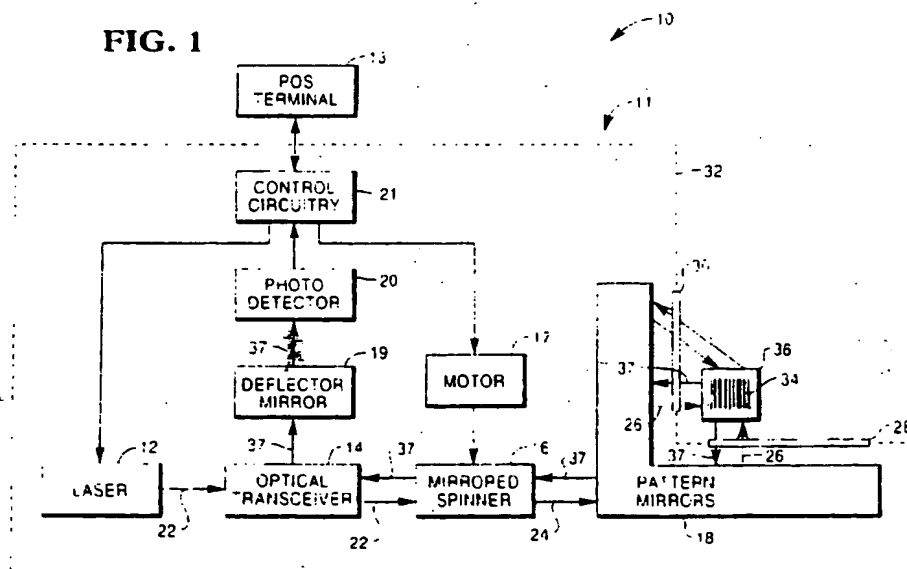 FIG. 1
10
POS
TERMINAL
11
32
CONTROL
CIRCUITRY
21
PHOTO
DETECTOR
20
30
37
19
DEFLECTOR
MIRROR
MOTOR
37
36
34
26
28
37
12
14
37
37
37
26
LASER
OPTICAL
TRANSCEIVER
MIRRORED
SPINNER
PATTERN
MIRRORS
22
22
24
18